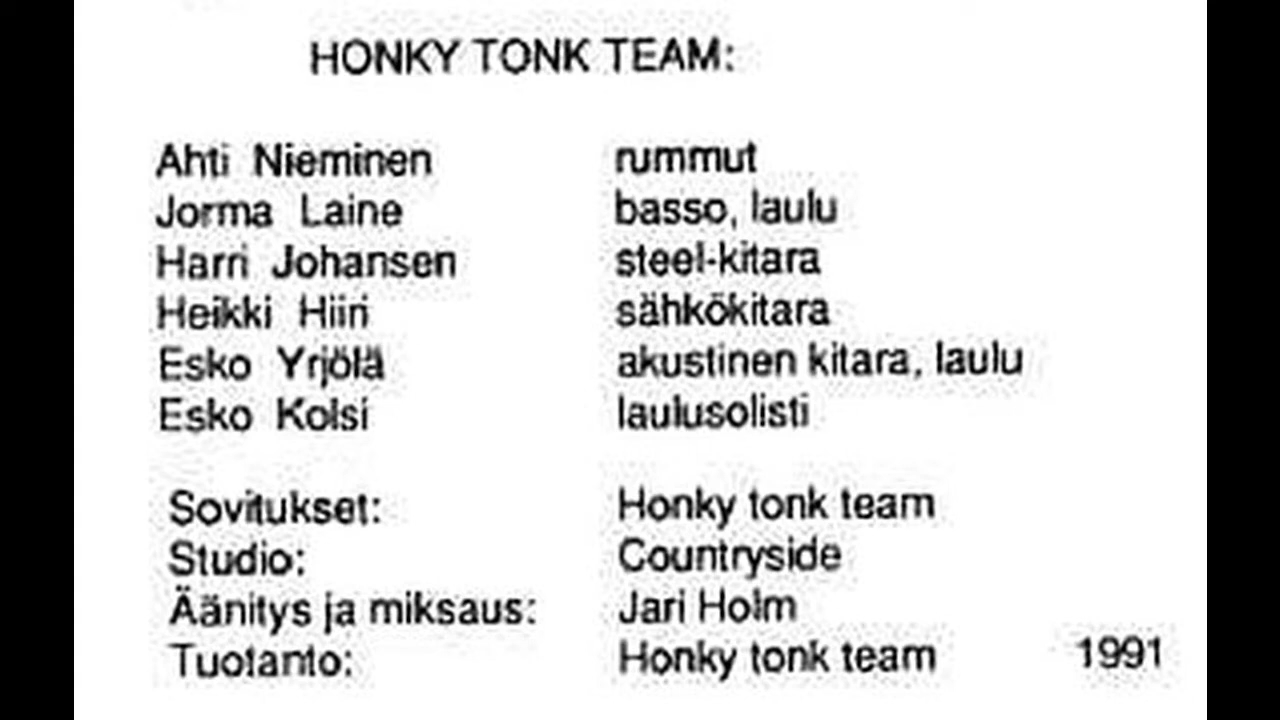 HONKY TONK TEAM:
Ahti Nieminen rummut
Jorma Laine basso, laulu
Harri Johansen steel-kitara
Heikki Hiiri sähkökitara
Esko Yrjölä akustinen kitara, laulu
Esko Kolsi laulusolisti
Sovitukset: Honky tonk team
Studio: Countryside
Äänitys ja miksaus: Jari Holm
Tuotanto: Honky tonk team 1991